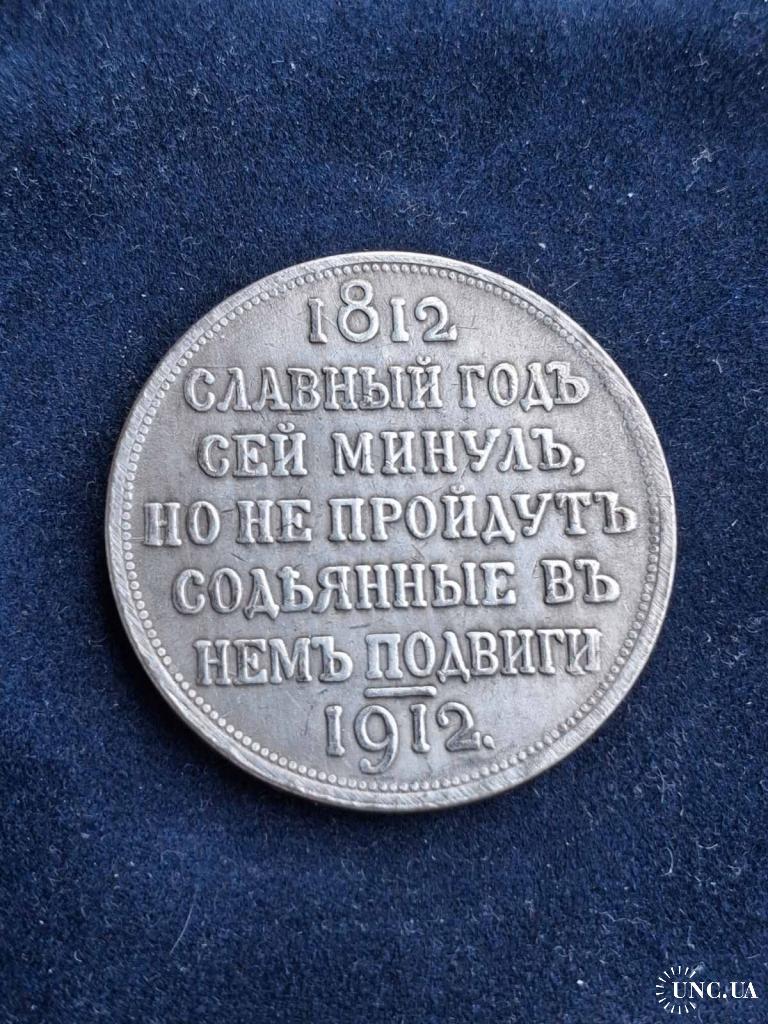 1812
СЛАВНЫЙ ГОДЪ
СЕЙ МИНУЛЪ,
НО НЕ ПРОЙДУТЪ
СОДѢЯННЫЕ ВЪ
НЕМЪ ПОДВИГИ
1912.
UNC.UA